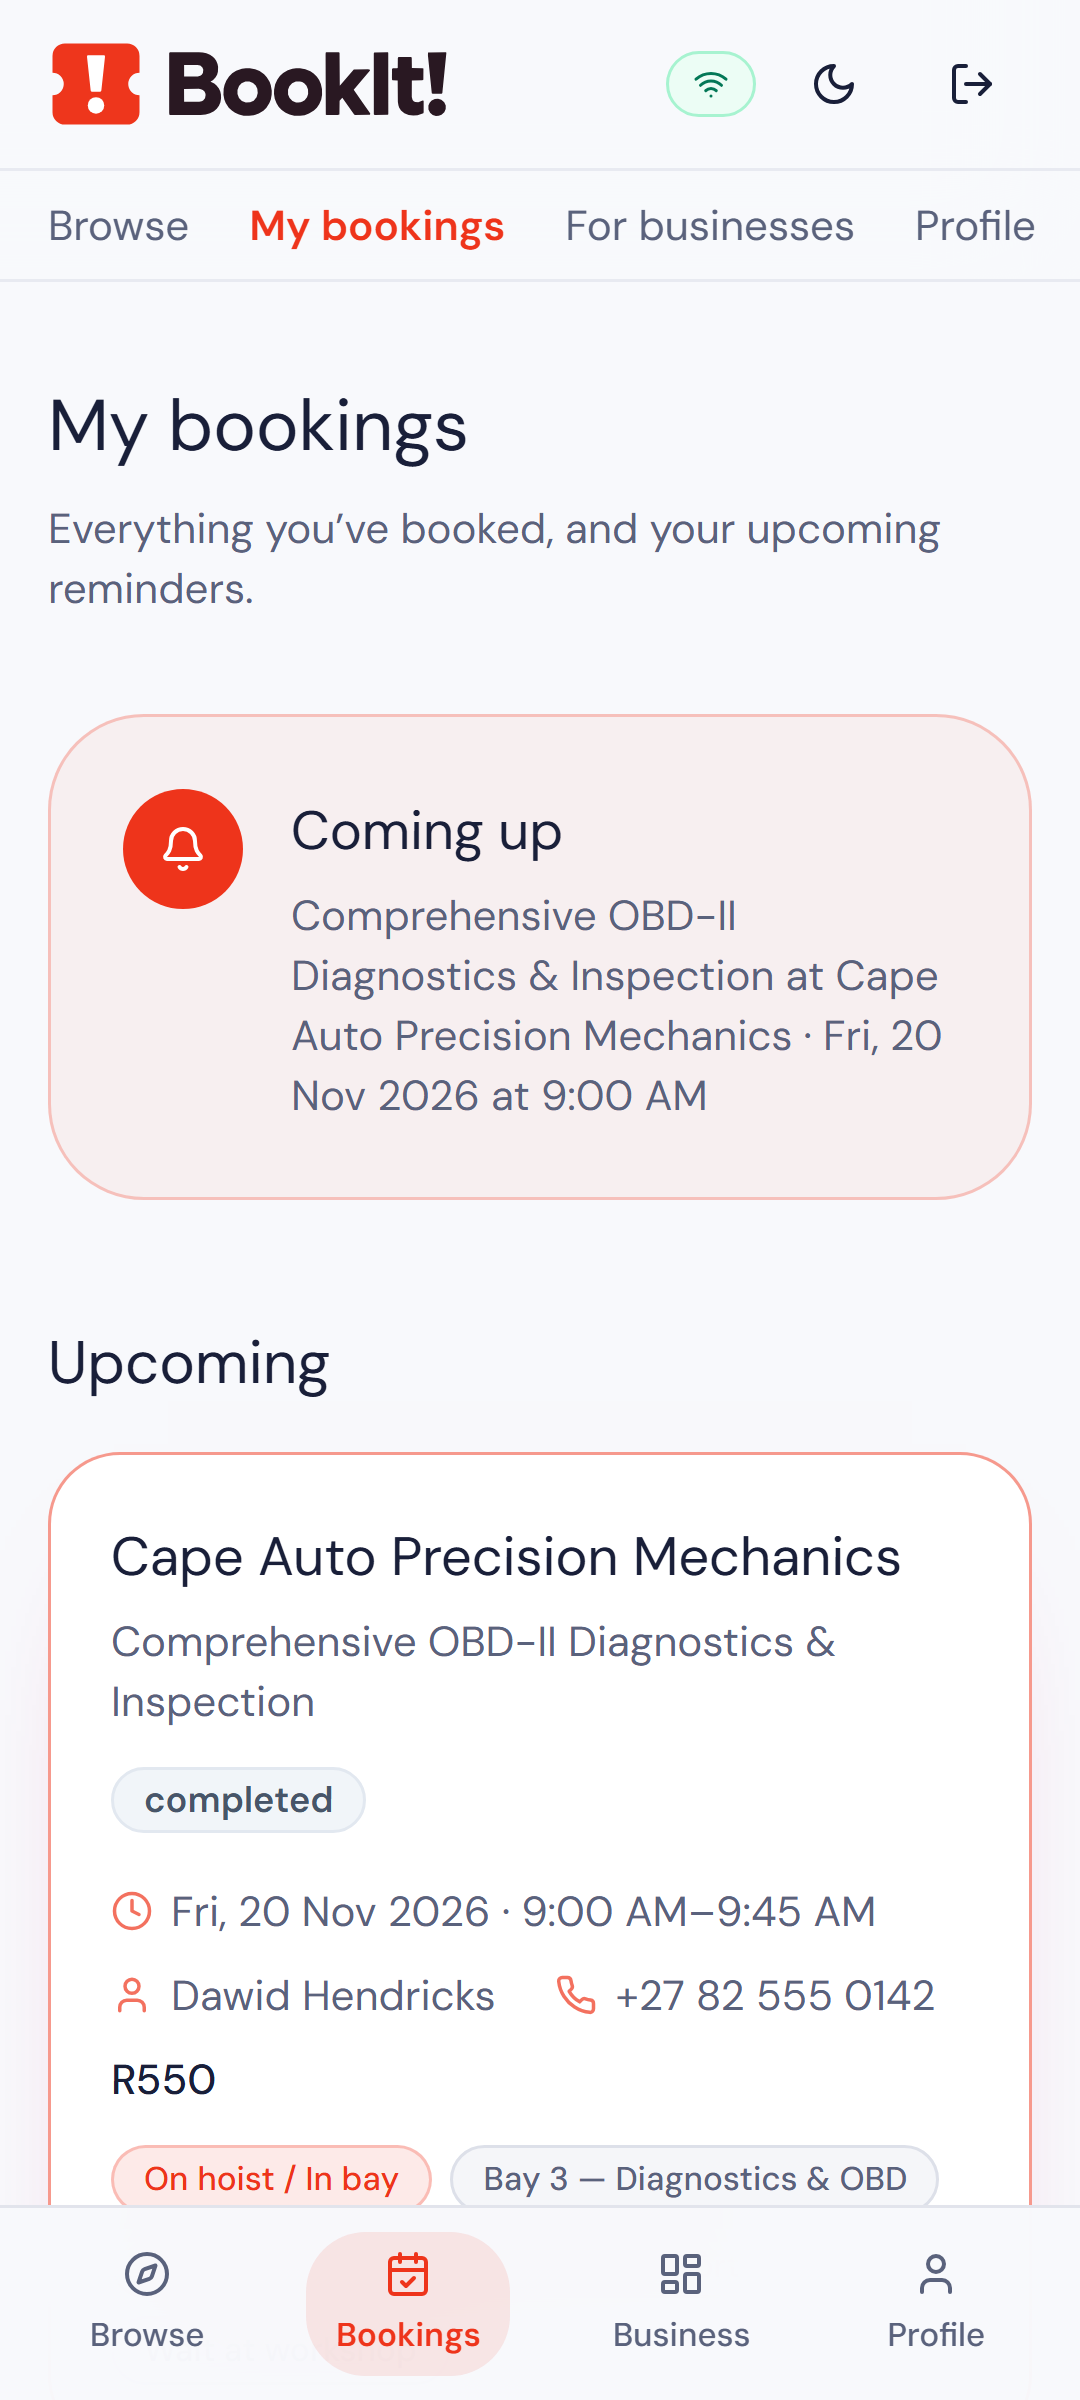 BookIt!
Browse My bookings For businesses Profile
My bookings
Everything you’ve booked, and your upcoming
reminders.
Coming up
Comprehensive OBD-II
Diagnostics & Inspection at Cape
Auto Precision Mechanics · Fri, 20
Nov 2026 at 9:00 AM
Upcoming
Cape Auto Precision Mechanics
Comprehensive OBD-II Diagnostics &
Inspection
completed
Fri, 20 Nov 2026 · 9:00 AM–9:45 AM
Dawid Hendricks +27 82 555 0142
R550
On hoist / In bay Bay 3 — Diagnostics & OBD
Browse Bookings Business Profile